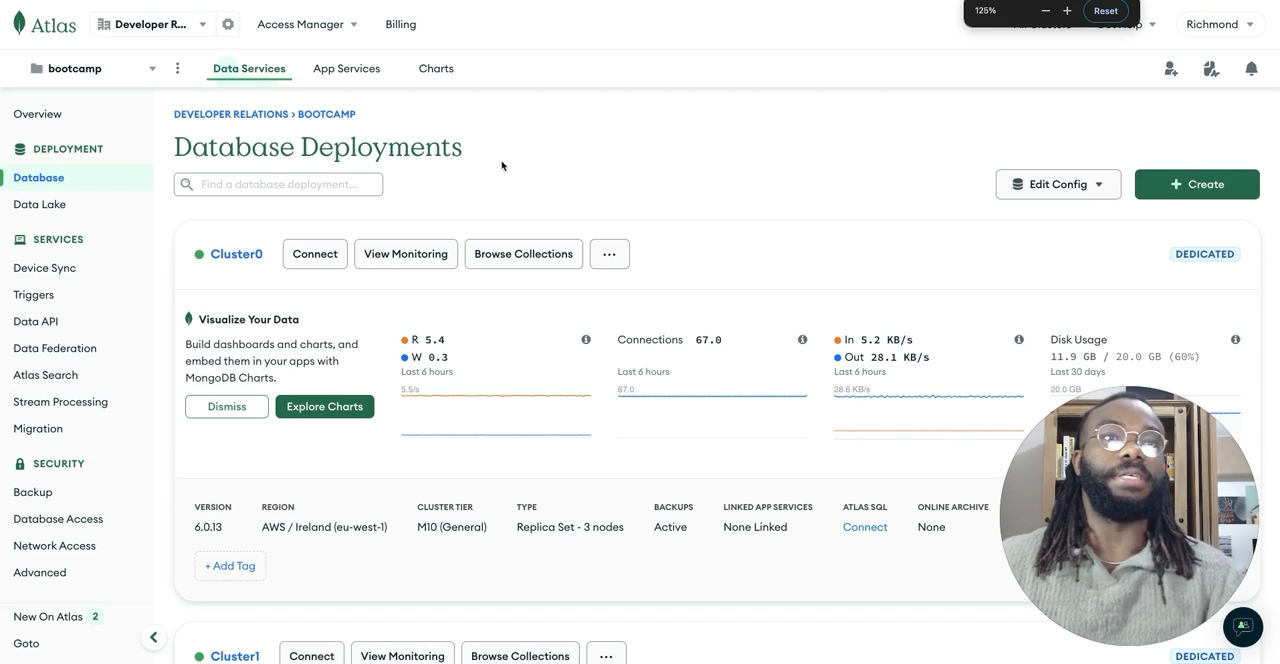 Atlas
Developer R...
Access Manager
Billing
125%
Reset
Richmond
bootcamp
Data Services
App Services
Charts
Overview
DEPLOYMENT
Database
Data Lake
SERVICES
Device Sync
Triggers
Data API
Data Federation
Atlas Search
Stream Processing
Migration
SECURITY
Backup
Database Access
Network Access
Advanced
New On Atlas 2
Goto
DEVELOPER RELATIONS > BOOTCAMP
Database Deployments
Find a database deployment...
Edit Config
+ Create
Cluster0
Connect
View Monitoring
Browse Collections
...
DEDICATED
Visualize Your Data
Build dashboards and charts, and
embed them in your apps with
MongoDB Charts.
Dismiss
Explore Charts
R 5.4
W 0.3
Last 6 hours
5.5/s
Connections 67.0
Last 6 hours
67.0
In 5.2 KB/s
Out 28.1 KB/s
Last 6 hours
28.6 KB/s
Disk Usage
11.9 GB / 20.0 GB (60%)
Last 30 days
20.0 GB
VERSION
6.0.13
REGION
AWS / Ireland (eu-west-1)
CLUSTER TIER
M10 (General)
TYPE
Replica Set - 3 nodes
BACKUPS
Active
LINKED APP SERVICES
None Linked
ATLAS SQL
Connect
ONLINE ARCHIVE
None
+ Add Tag
Cluster1
Connect
View Monitoring
Browse Collections
...
DEDICATED